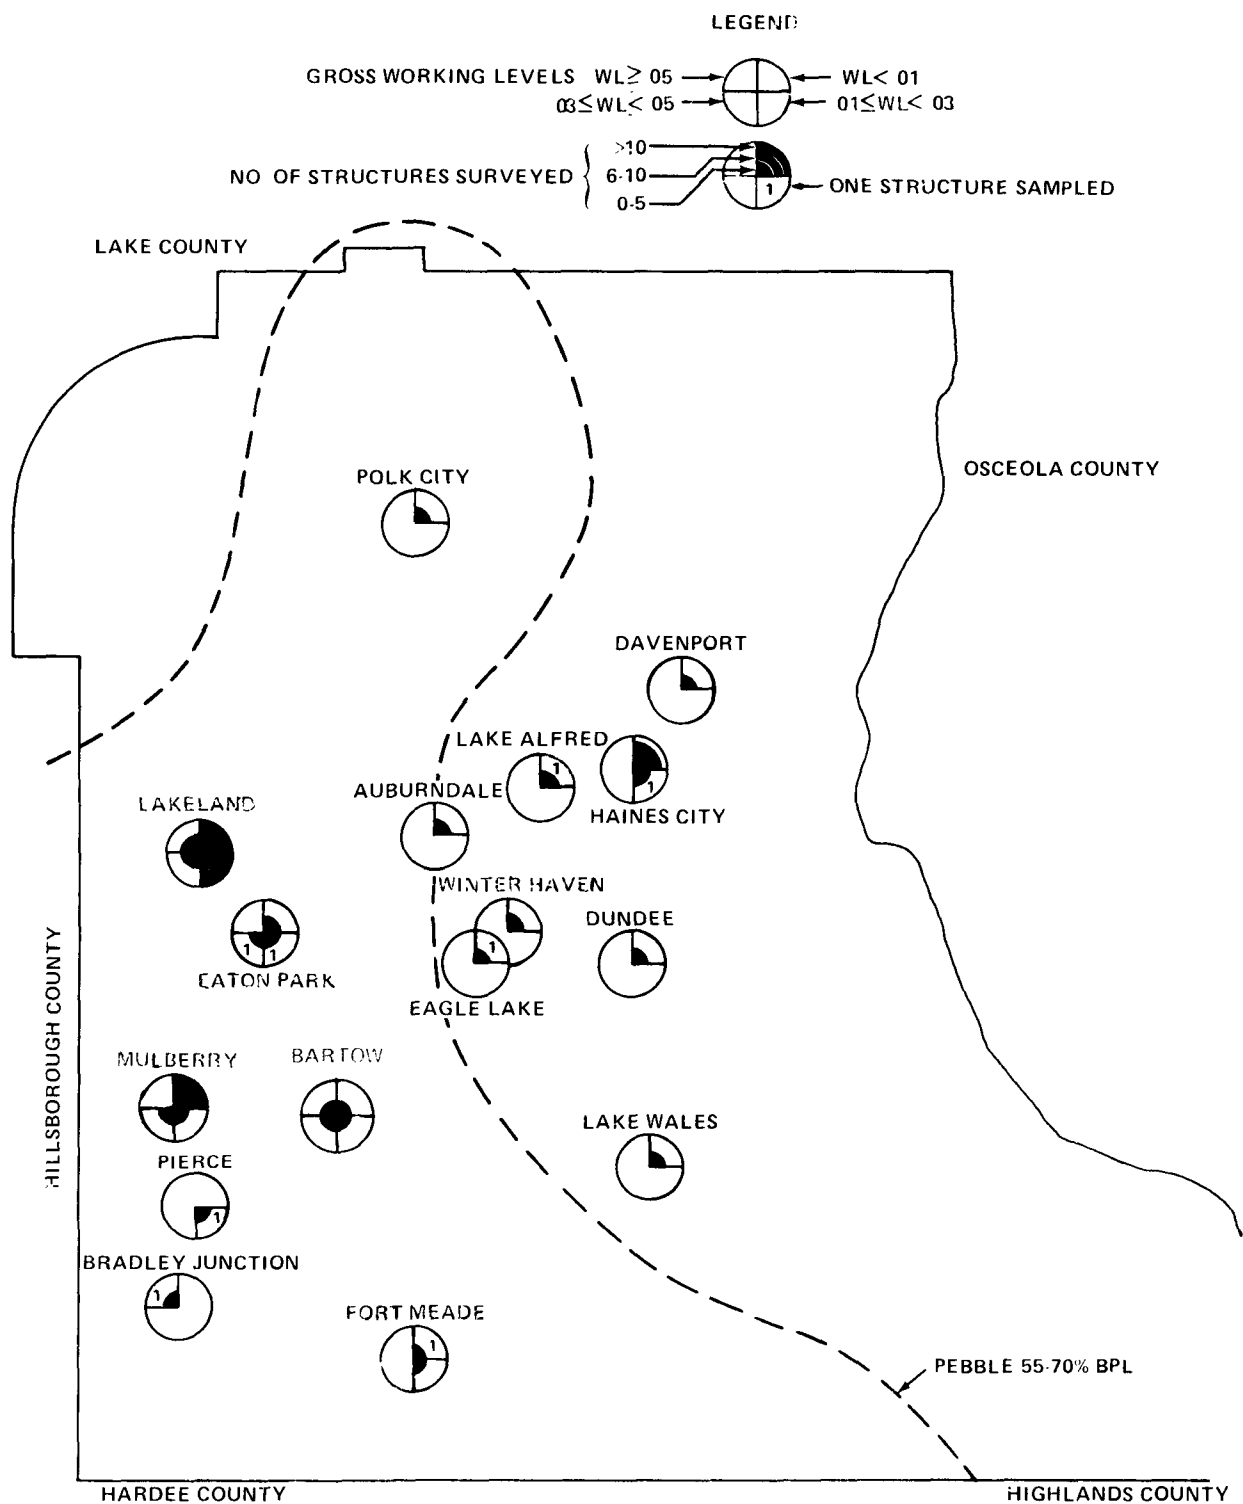 LEGEND
GROSS WORKING LEVELS WL≥ 05
WL< 01
03≤WL< 05
01≤WL< 03
NO OF STRUCTURES SURVEYED
>10
6-10
0-5
1
ONE STRUCTURE SAMPLED
LAKE COUNTY
OSCEOLA COUNTY
POLK CITY
DAVENPORT
LAKE ALFRED
1
HAINES CITY
1
AUBURNDALE
LAKELAND
WINTER HAVEN
DUNDEE
1
EAGLE LAKE
1 1
EATON PARK
HILLSBOROUGH COUNTY
MULBERRY
BARTOW
LAKE WALES
PIERCE
1
BRADLEY JUNCTION
1
FORT MEADE
1
PEBBLE 55-70% BPL
HARDEE COUNTY
HIGHLANDS COUNTY